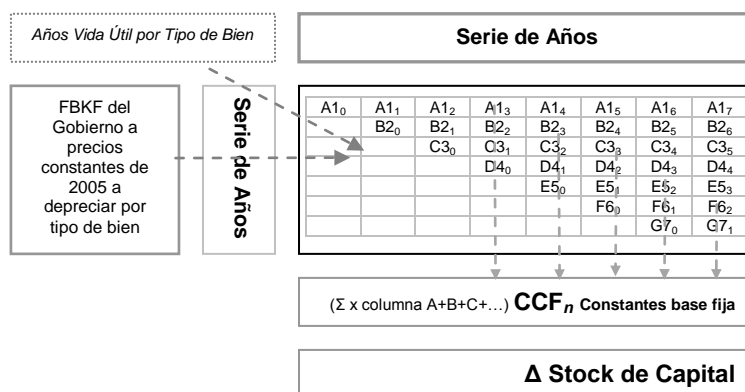 Años Vida Útil por Tipo de Bien
Serie de Años
FBKF del
Gobierno a
precios
constantes de
2005 a
depreciar por
tipo de bien
Serie de Años
A1₀ A1₁ A1₂ A1₃ A1₄ A1₅ A1₆ A1₇
B2₀ B2₁ B2₂ B2₃ B2₄ B2₅ B2₆
C3₀ C3₁ C3₂ C3₃ C3₄ C3₅
D4₀ D4₁ D4₂ D4₃ D4₄
E5₀ E5₁ E5₂ E5₃
F6₀ F6₁ F6₂
G7₀ G7₁
(Σ x columna A+B+C+…) CCFₙ Constantes base fija
Δ Stock de Capital